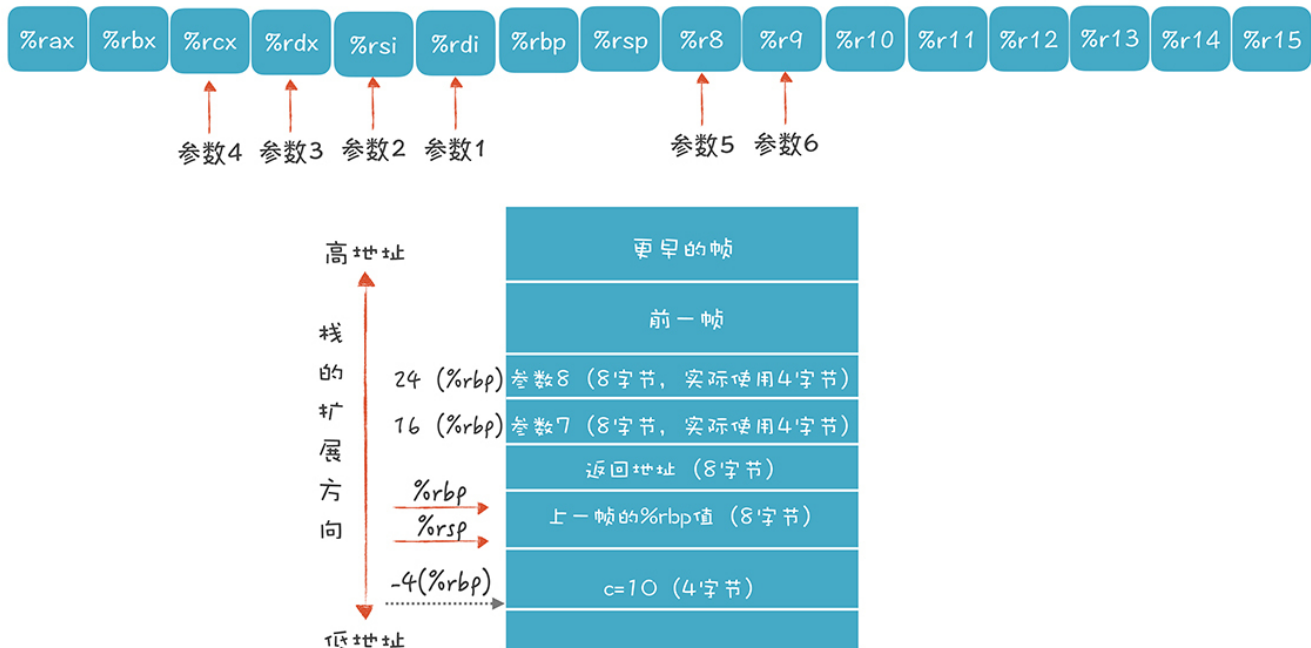 %rax %rbx %rcx %rdx %rsi %rdi %rbp %rsp %r8 %r9 %r10 %r11 %r12 %r13 %r14 %r15
参数4 参数3 参数2 参数1 参数5 参数6
高地址
更早的帧
前一帧
栈的扩展方向
24 (%rbp) 参数8 (8字节, 实际使用4字节)
16 (%rbp) 参数7 (8字节, 实际使用4字节)
返回地址 (8字节)
%rbp
上一帧的%rbp值 (8字节)
%rsp
-4(%rbp)
c=10 (4字节)
低地址